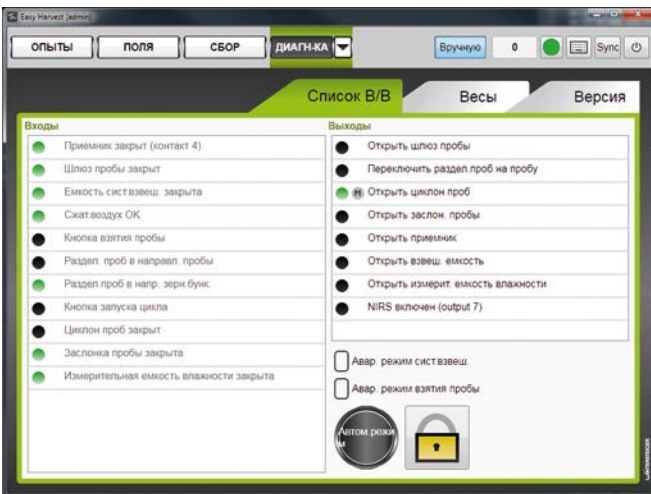 Easy Harvest [admin]
ОПЫТЫ ПОЛЯ СБОР ДИАГН-КА Вручную 0 Sync
Список В/В Весы Версия
Входы
Приемник закрыт (контакт 4)
Шлюз пробы закрыт
Емкость сист.взвеш. закрыта
Сжат.воздух ОК
Кнопка взятия пробы
Раздел. проб в направл. пробы
Раздел.проб в напр. зерн.бунк.
Кнопка запуска цикла
Циклон проб закрыт
Заслонка пробы закрыта
Измерительная емкость влажности закрыта
Выходы
Открыть шлюз пробы
Переключить раздел.проб на пробу
M Открыть циклон проб
Открыть заслон. пробы
Открыть приемник
Открыть взвеш. емкость
Открыть измерит. емкость влажности
NIRS включен (output 7)
Авар. режим сист.взвеш.
Авар. режим взятия пробы
Автом.режи
м